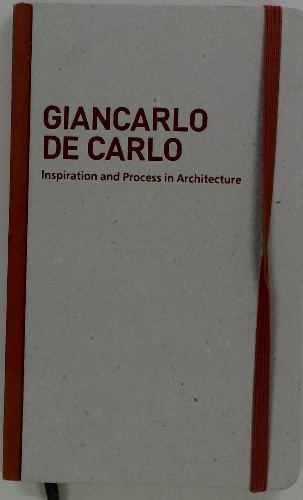 GIANCARLO
DE CARLO
Inspiration and Process in Architecture